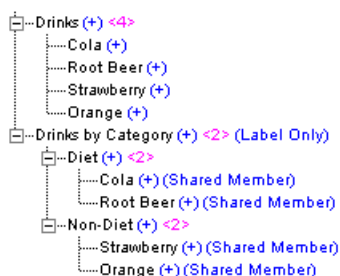 Drinks (+) <4>
Cola (+)
Root Beer (+)
Strawberry (+)
Orange (+)
Drinks by Category (+) <2> (Label Only)
Diet (+) <2>
Cola (+) (Shared Member)
Root Beer (+) (Shared Member)
Non-Diet (+) <2>
Strawberry (+) (Shared Member)
Orange (+) (Shared Member)